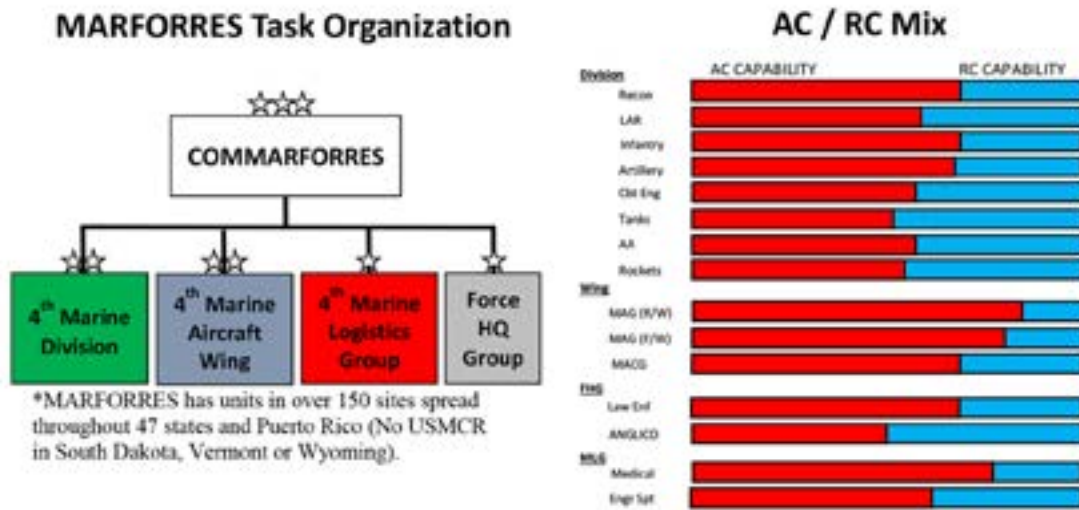 MARFORRES Task Organization
COMMARFORRES
4th Marine
Division
4th Marine
Aircraft
Wing
4th Marine
Logistics
Group
Force
HQ
Group
*MARFORRES has units in over 150 sites spread
throughout 47 states and Puerto Rico (No USMCR
in South Dakota, Vermont or Wyoming).
AC / RC Mix
AC CAPABILITY RC CAPABILITY
Division
Recon
LAR
Infantry
Artillery
Cbt Eng
Tanks
AA
Rockets
Wing
MAG (R/W)
MAG (F/W)
MACG
FHG
Law Enf
ANGLICO
MLG
Medical
Engr Spt